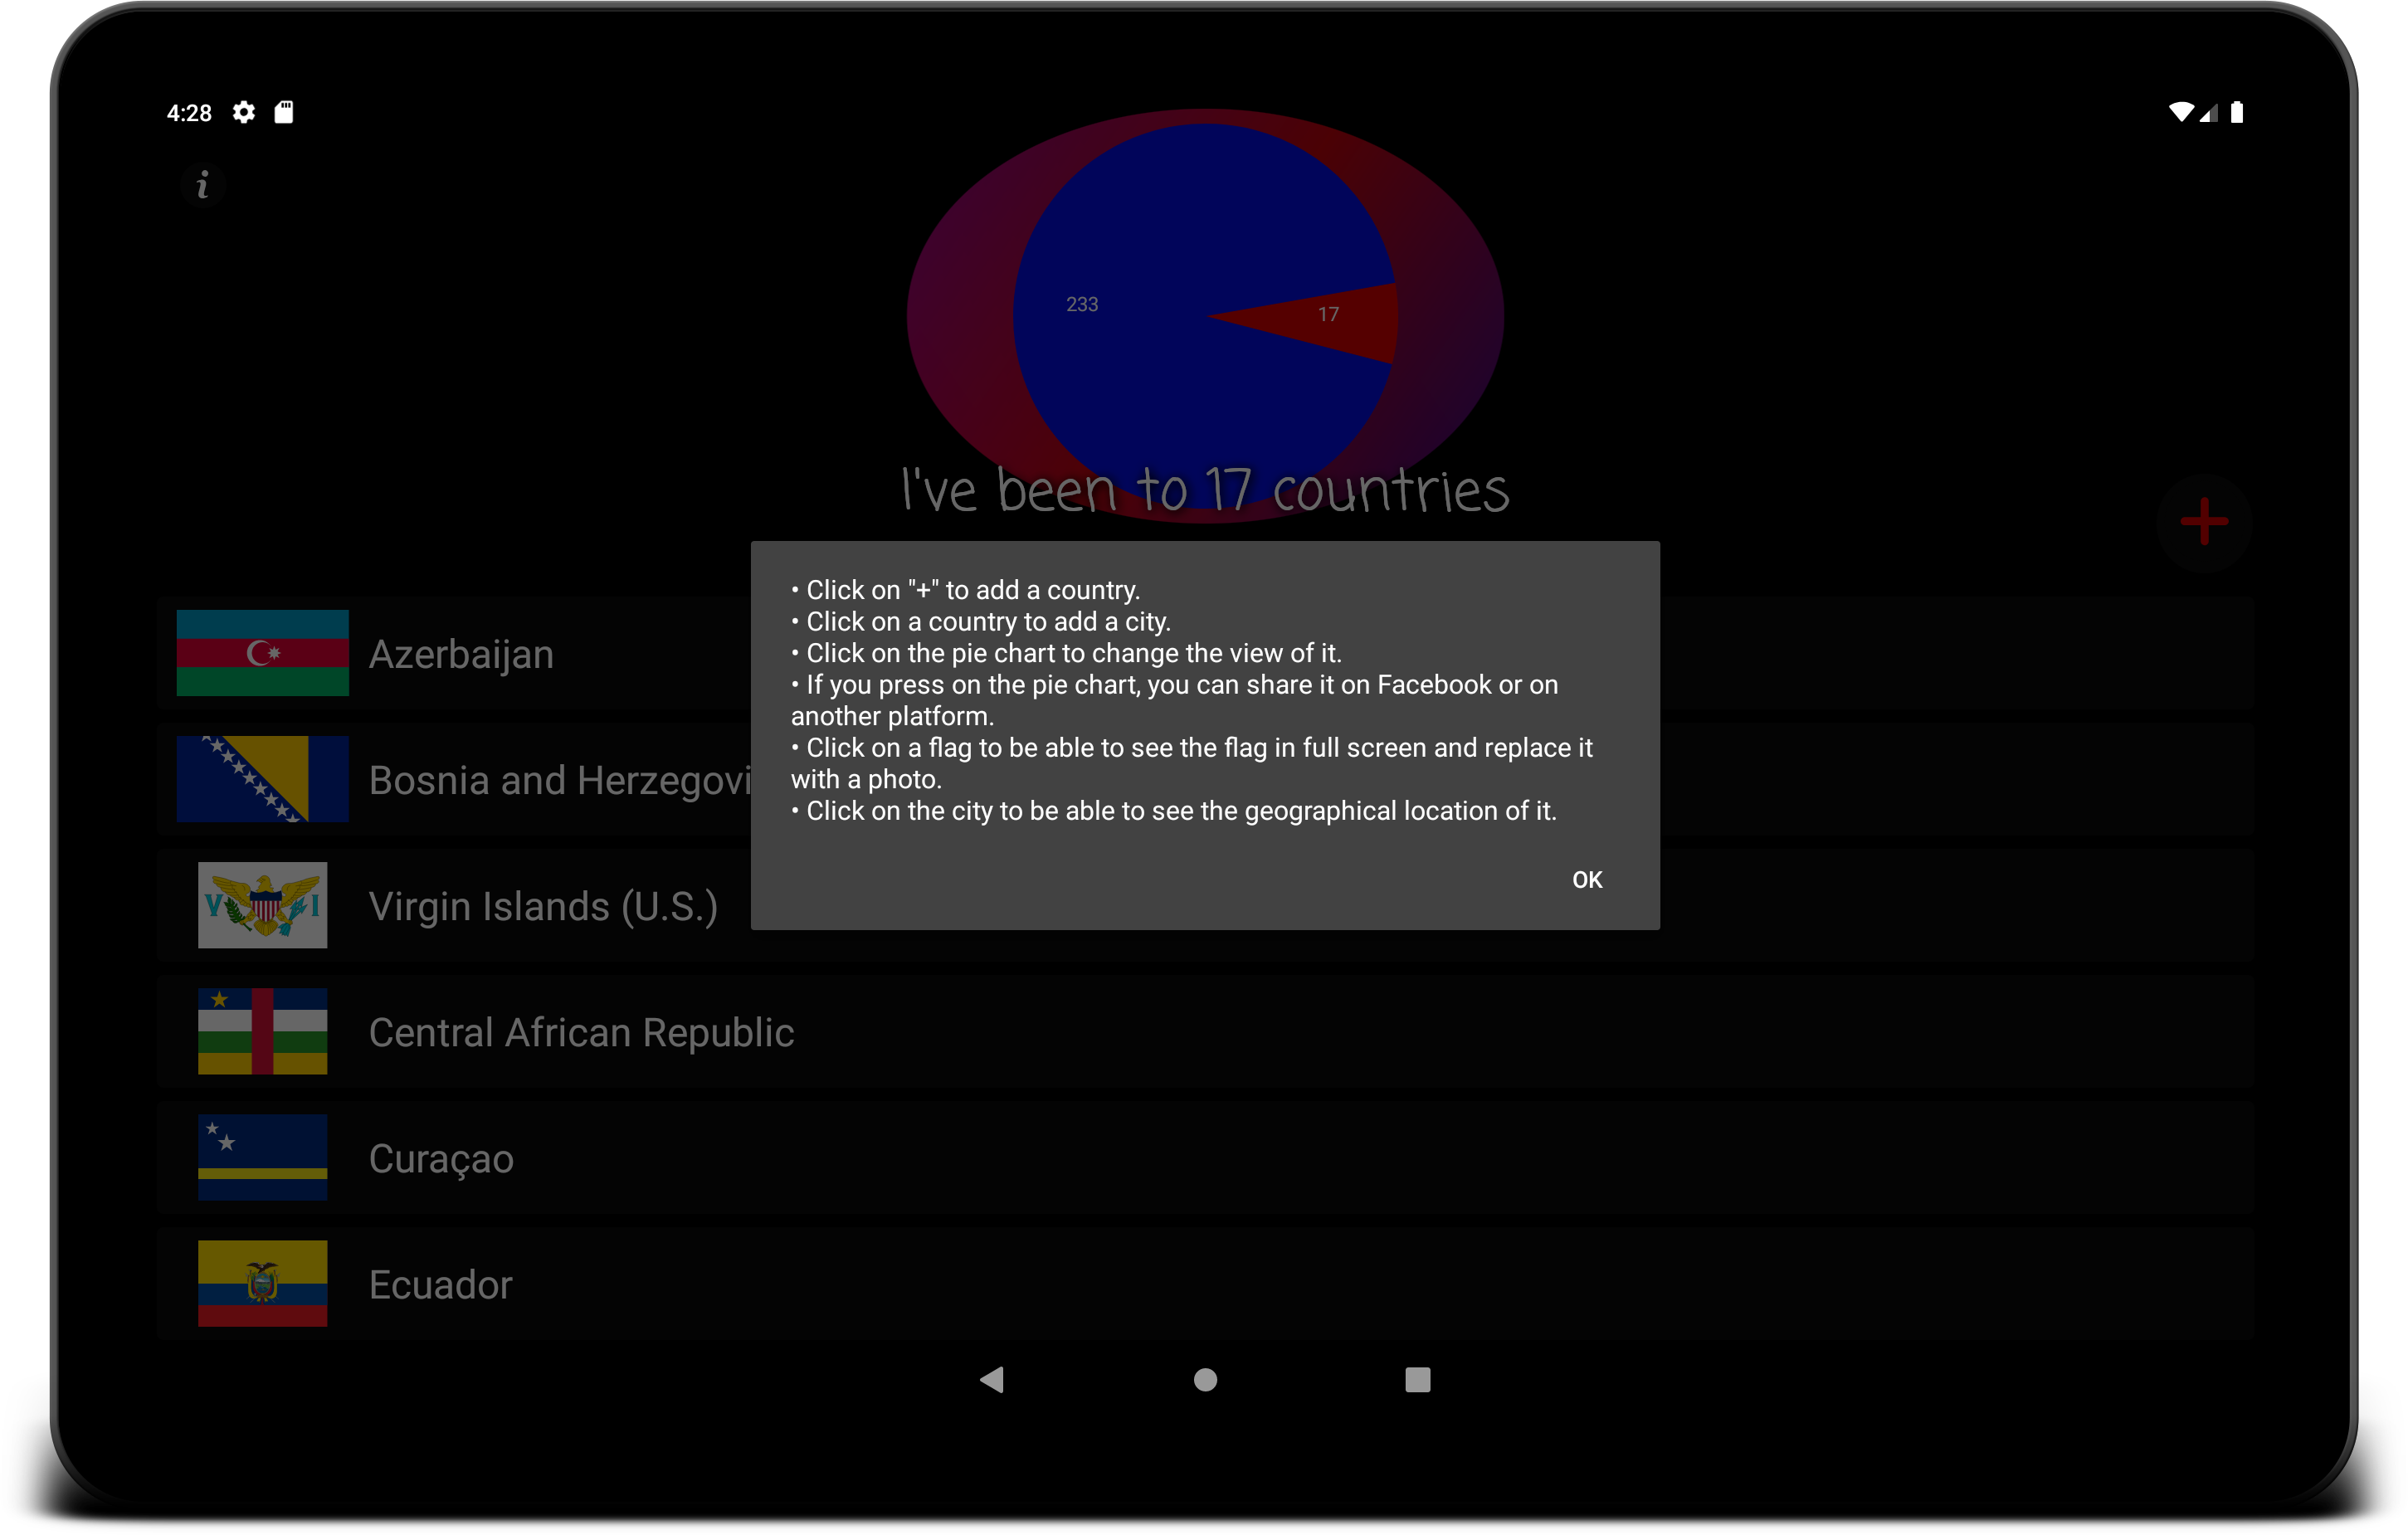 4:28
i
233
17
I've been to 17 countries
• Click on "+" to add a country.
• Click on a country to add a city.
• Click on the pie chart to change the view of it.
• If you press on the pie chart, you can share it on Facebook or on
another platform.
• Click on a flag to be able to see the flag in full screen and replace it
with a photo.
• Click on the city to be able to see the geographical location of it.
OK
Azerbaijan
Bosnia and Herzegovi
V I
Virgin Islands (U.S.)
Central African Republic
Curaçao
Ecuador